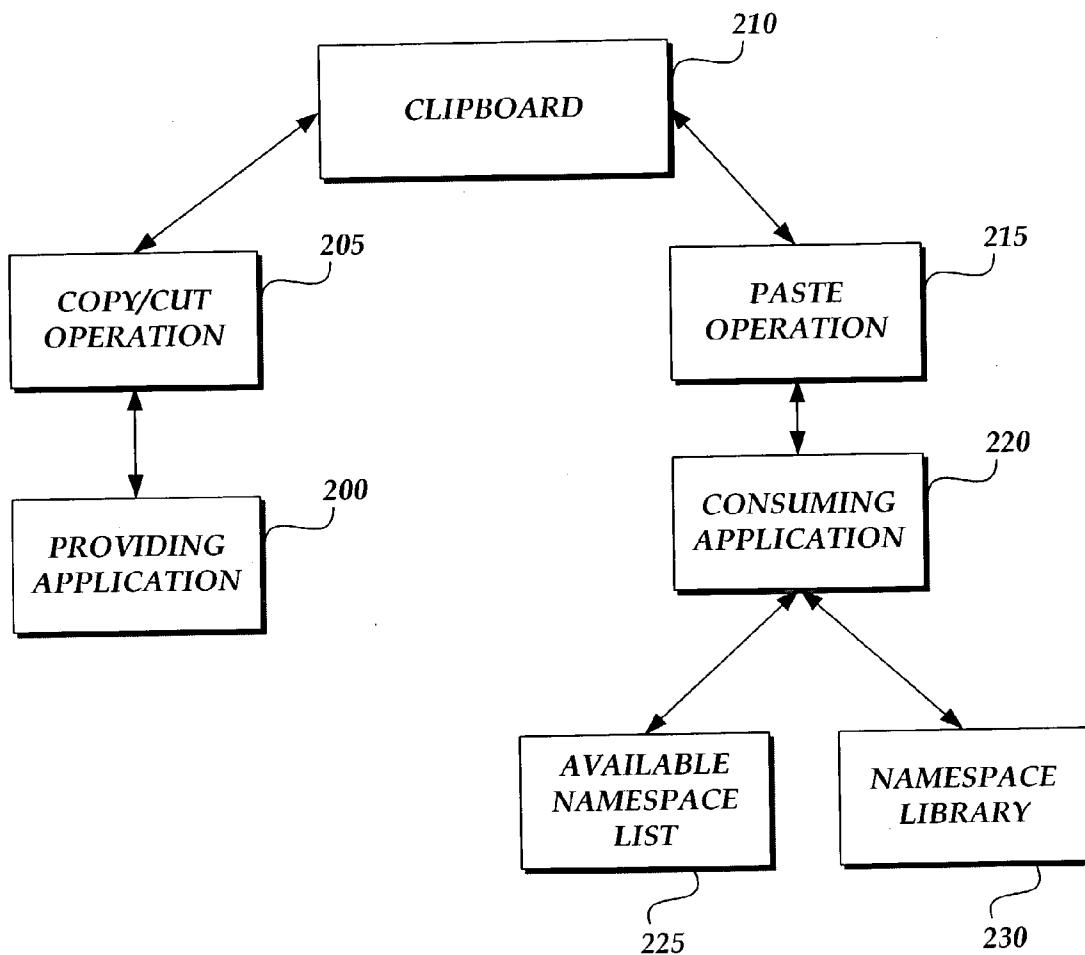 210
CLIPBOARD
205
COPY/CUT
OPERATION
215
PASTE
OPERATION
200
PROVIDING
APPLICATION
220
CONSUMING
APPLICATION
AVAILABLE
NAMESPACE
LIST
NAMESPACE
LIBRARY
225
230